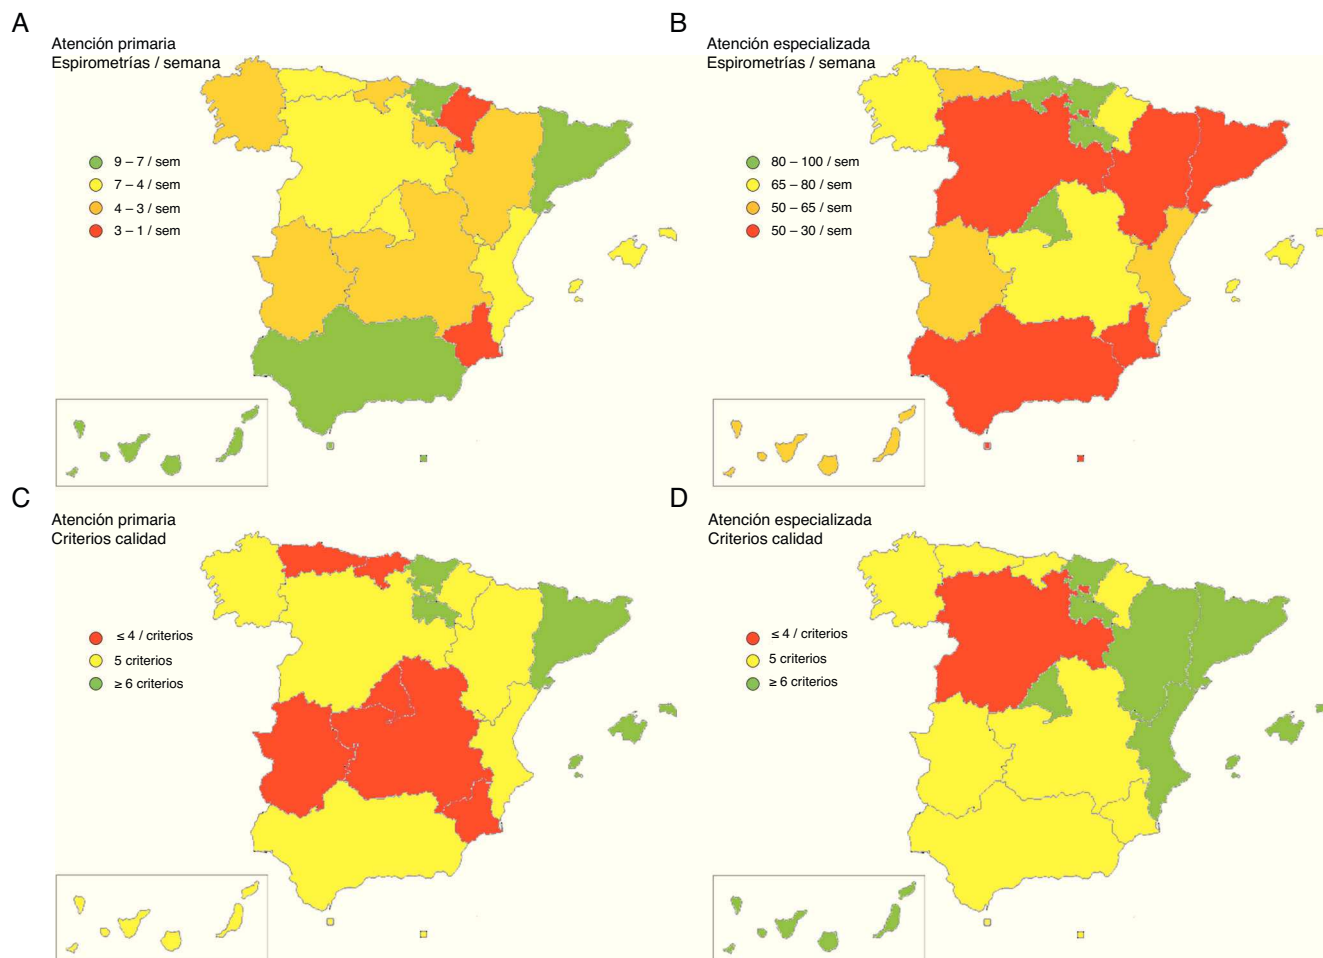 A
Atención primaria
Espirometrías / semana
9 – 7 / sem
7 – 4 / sem
4 – 3 / sem
3 – 1 / sem
B
Atención especializada
Espirometrías / semana
80 – 100 / sem
65 – 80 / sem
50 – 65 / sem
50 – 30 / sem
C
Atención primaria
Criterios calidad
≤ 4 / criterios
5 criterios
≥ 6 criterios
D
Atención especializada
Criterios calidad
≤ 4 / criterios
5 criterios
≥ 6 criterios